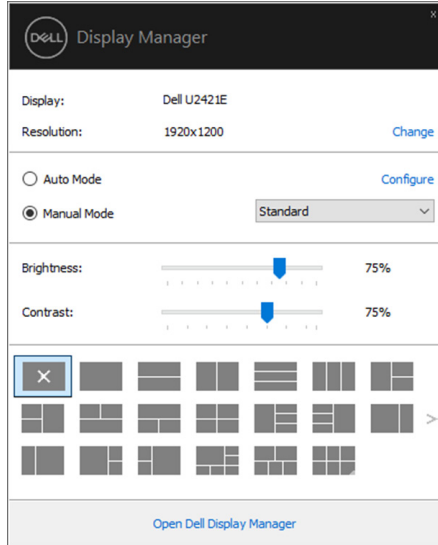 DELL Display Manager
x
Display: Dell U2421E
Resolution: 1920x1200 Change
Auto Mode Configure
Manual Mode Standard
Brightness: 75%
Contrast: 75%
Open Dell Display Manager